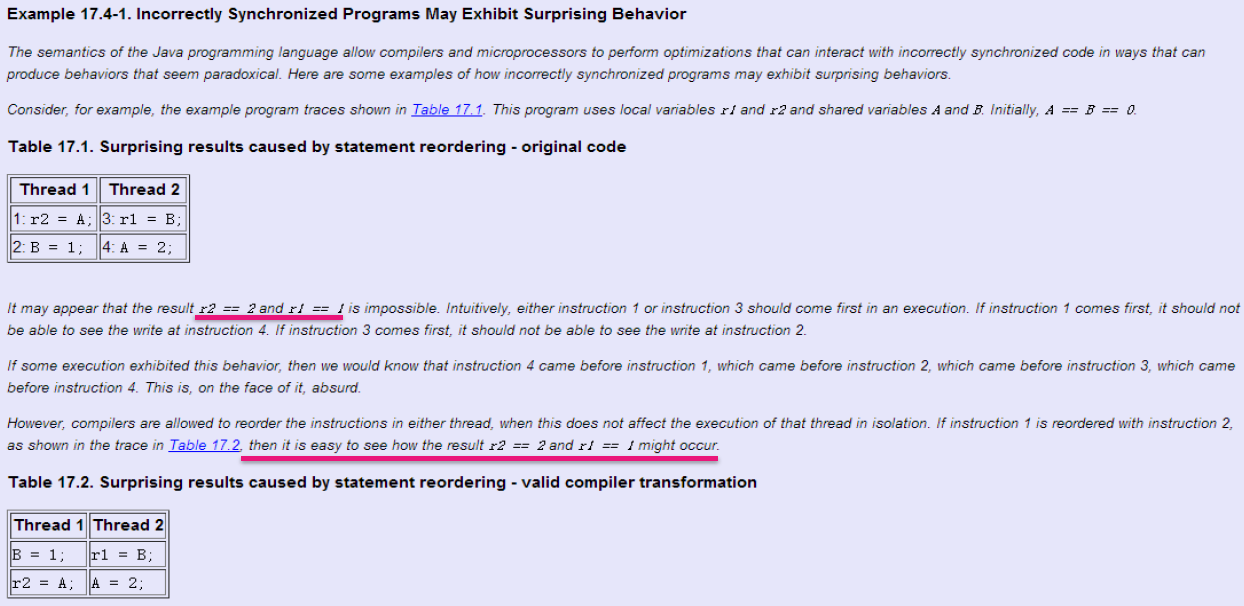 Example 17.4-1. Incorrectly Synchronized Programs May Exhibit Surprising Behavior
The semantics of the Java programming language allow compilers and microprocessors to perform optimizations that can interact with incorrectly synchronized code in ways that can
produce behaviors that seem paradoxical. Here are some examples of how incorrectly synchronized programs may exhibit surprising behaviors.
Consider, for example, the example program traces shown in Table 17.1. This program uses local variables r1 and r2 and shared variables A and B. Initially, A == B == 0.
Table 17.1. Surprising results caused by statement reordering - original code
Thread 1 Thread 2
1: r2 = A; 3: r1 = B;
2: B = 1; 4: A = 2;
It may appear that the result r2 == 2 and r1 == 1 is impossible. Intuitively, either instruction 1 or instruction 3 should come first in an execution. If instruction 1 comes first, it should not
be able to see the write at instruction 4. If instruction 3 comes first, it should not be able to see the write at instruction 2.
If some execution exhibited this behavior, then we would know that instruction 4 came before instruction 1, which came before instruction 2, which came before instruction 3, which came
before instruction 4. This is, on the face of it, absurd.
However, compilers are allowed to reorder the instructions in either thread, when this does not affect the execution of that thread in isolation. If instruction 1 is reordered with instruction 2,
as shown in the trace in Table 17.2, then it is easy to see how the result r2 == 2 and r1 == 1 might occur.
Table 17.2. Surprising results caused by statement reordering - valid compiler transformation
Thread 1 Thread 2
B = 1; r1 = B;
r2 = A; A = 2;